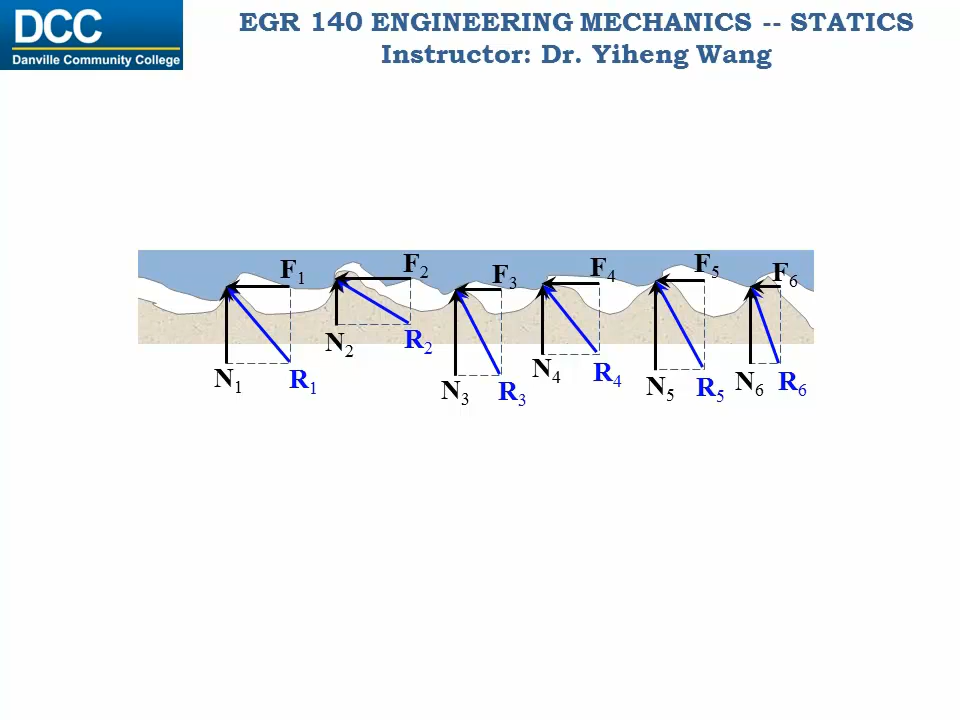 DCC
Danville Community College
EGR 140 ENGINEERING MECHANICS -- STATICS
Instructor: Dr. Yiheng Wang
F1 F2 F3 F4 F5 F6
N1 R1 N2 R2 N3 R3 N4 R4 N5 R5 N6 R6